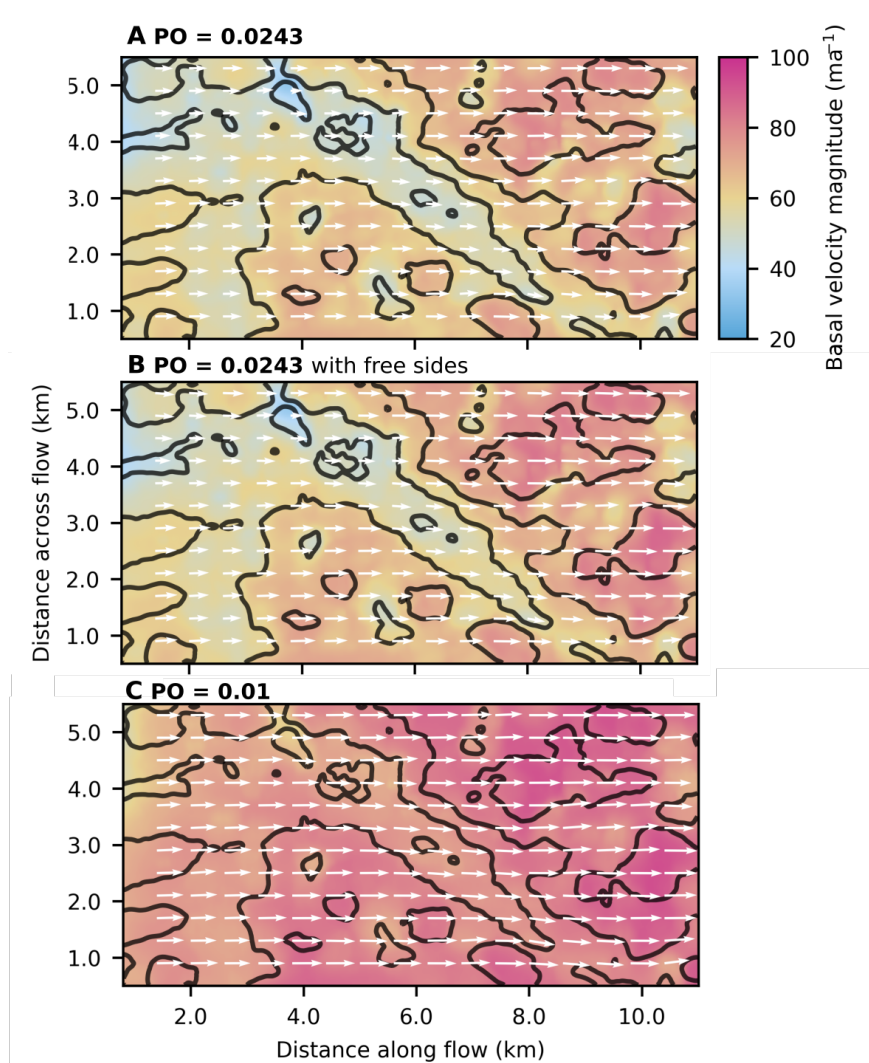 A PO = 0.0243
5.0
4.0
3.0
2.0
1.0
100
80
60
40
20
Basal velocity magnitude (ma⁻¹)
B PO = 0.0243 with free sides
5.0
4.0
3.0
2.0
1.0
Distance across flow (km)
C PO = 0.01
5.0
4.0
3.0
2.0
1.0
2.0 4.0 6.0 8.0 10.0
Distance along flow (km)